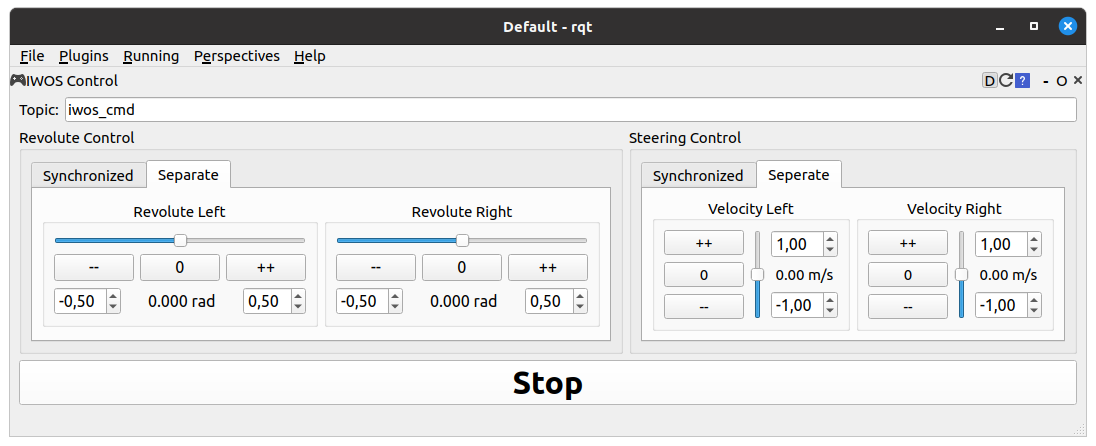 Default - rqt
File Plugins Running Perspectives Help
IWOS Control D ? - O ×
Topic: iwos_cmd
Revolute Control Steering Control
Synchronized Separate Synchronized Seperate
Revolute Left Revolute Right Velocity Left Velocity Right
++ 1,00 ++ 1,00
-- 0 ++ -- 0 ++ 0 0.00 m/s 0 0.00 m/s
-0,50 0.000 rad 0,50 -0,50 0.000 rad 0,50 -- -1,00 -- -1,00
Stop